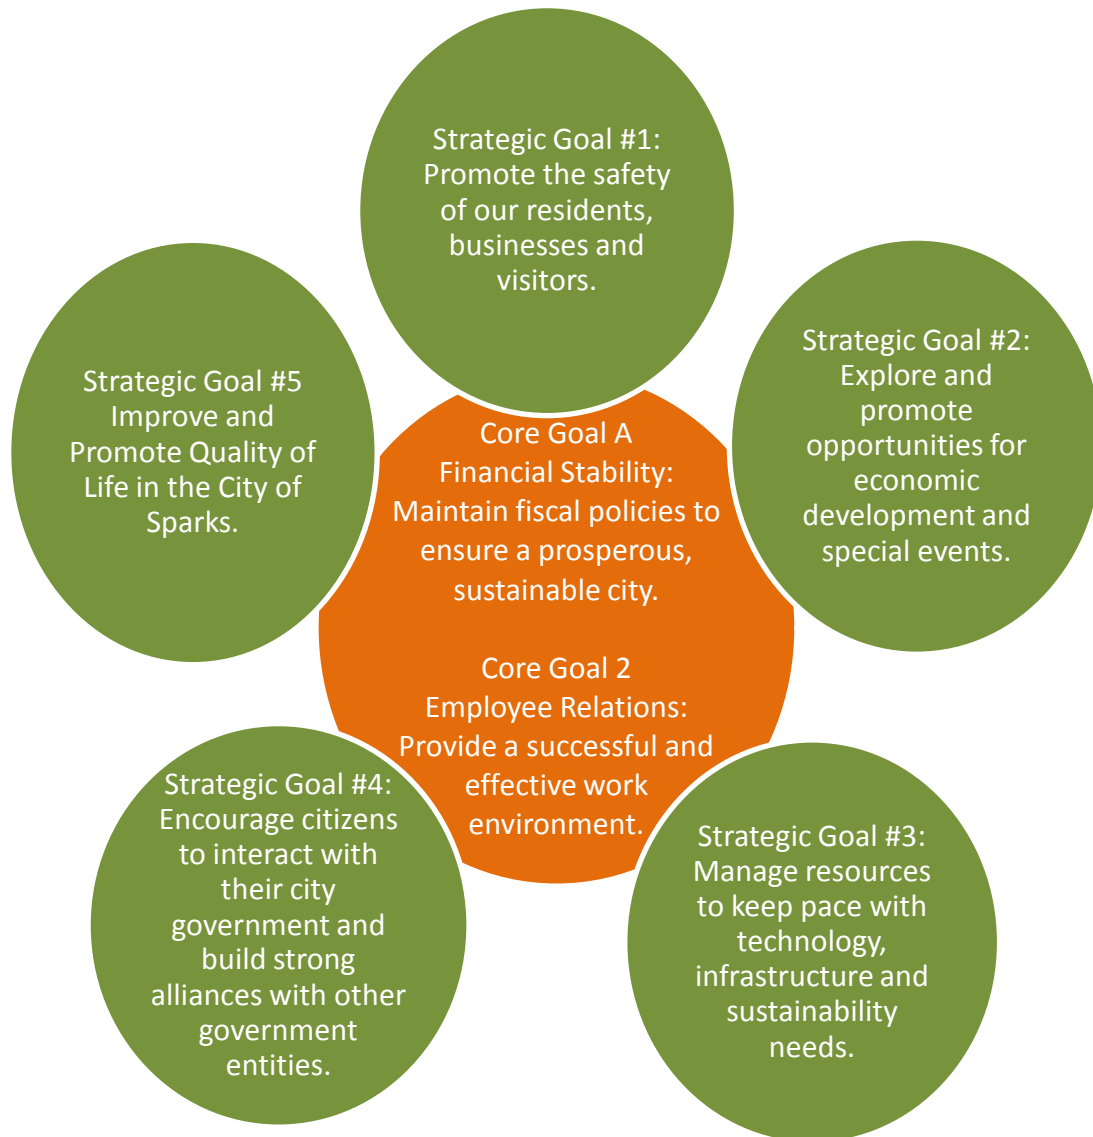 Strategic Goal #1:
Promote the safety
of our residents,
businesses and
visitors.
Strategic Goal #2:
Explore and
promote
opportunities for
economic
development and
special events.
Strategic Goal #5
Improve and
Promote Quality of
Life in the City of
Sparks.
Core Goal A
Financial Stability:
Maintain fiscal policies to
ensure a prosperous,
sustainable city.
Core Goal 2
Employee Relations:
Provide a successful and
effective work
environment.
Strategic Goal #4:
Encourage citizens
to interact with
their city
government and
build strong
alliances with other
government
entities.
Strategic Goal #3:
Manage resources
to keep pace with
technology,
infrastructure and
sustainability
needs.